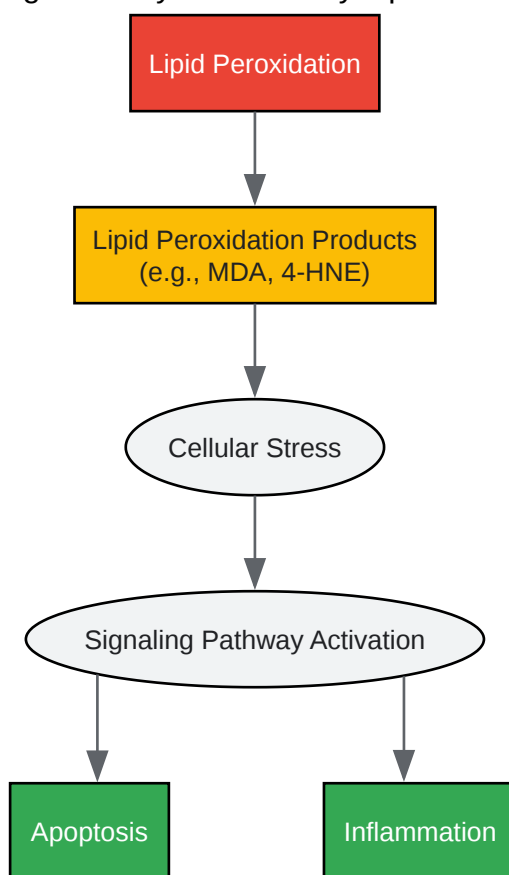 Lipid Peroxidation
Lipid Peroxidation Products
(e.g., MDA, 4-HNE)
Cellular Stress
Signaling Pathway Activation
Apoptosis
Inflammation